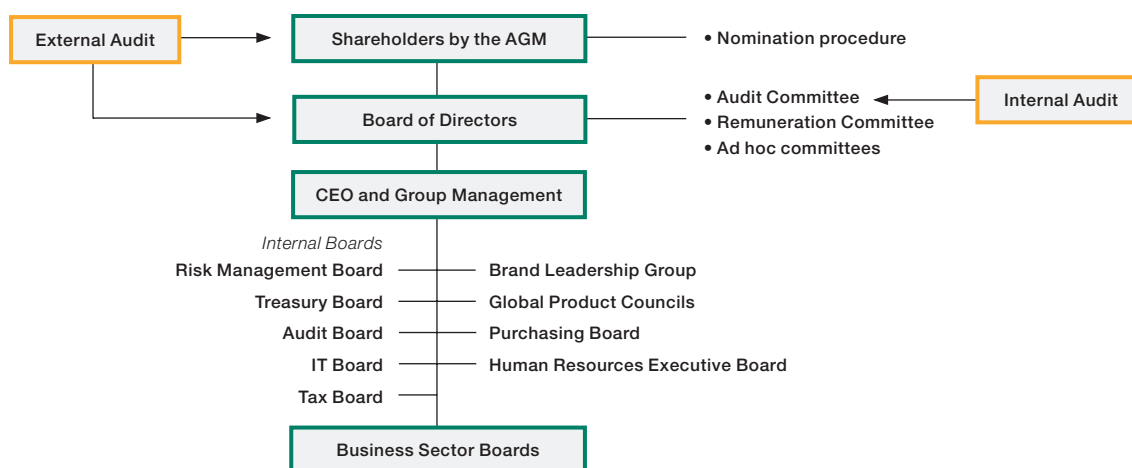 External Audit
Shareholders by the AGM
• Nomination procedure
Board of Directors
• Audit Committee
• Remuneration Committee
• Ad hoc committees
Internal Audit
CEO and Group Management
Internal Boards
Risk Management Board
Brand Leadership Group
Treasury Board
Global Product Councils
Audit Board
Purchasing Board
IT Board
Human Resources Executive Board
Tax Board
Business Sector Boards